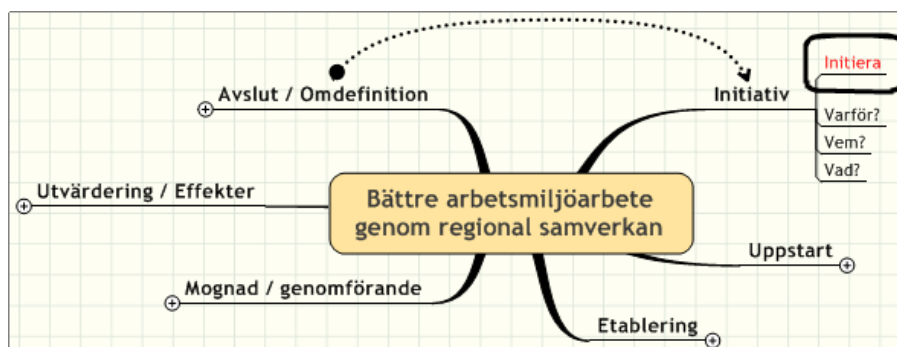 Initiera
Avslut / Omdefinition
Initiativ
Varför?
Vem?
Vad?
Utvärdering / Effekter
Bättre arbetsmiljöarbete
genom regional samverkan
Uppstart
Mognad / genomförande
Etablering